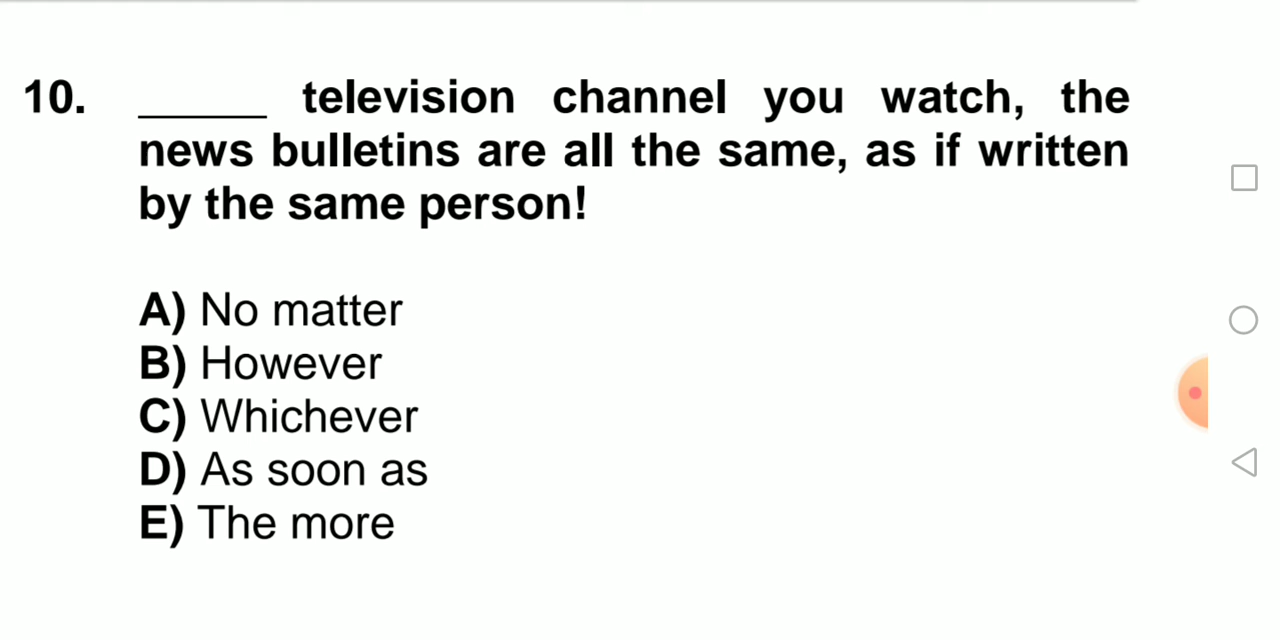 10. ______ television channel you watch, the
news bulletins are all the same, as if written
by the same person!
A) No matter
B) However
C) Whichever
D) As soon as
E) The more